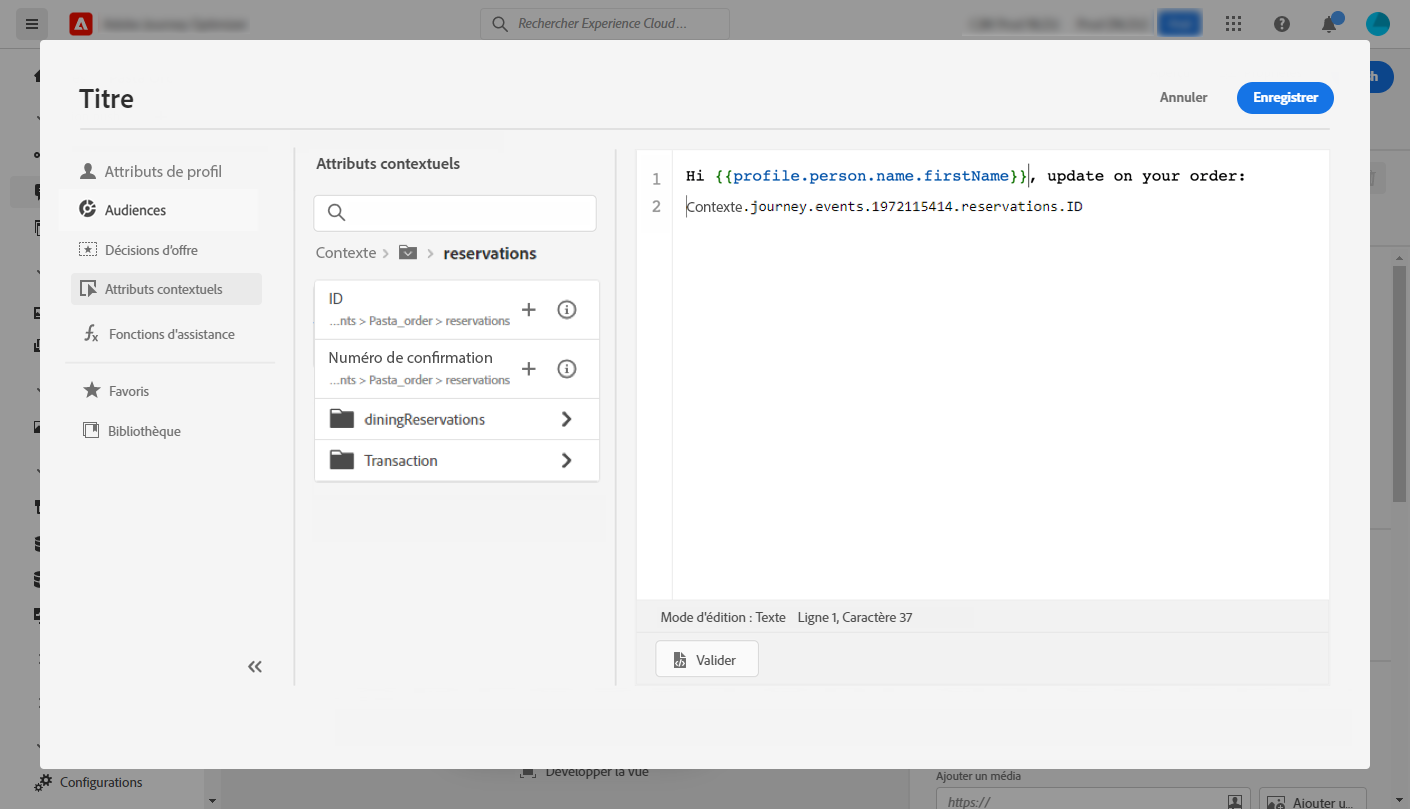 Rechercher Experience Cloud...
Titre
Annuler
Enregistrer
Attributs de profil
Audiences
Décisions d'offre
Attributs contextuels
Fonctions d'assistance
Favoris
Bibliothèque
Attributs contextuels
Contexte > > reservations
ID
...nts > Pasta_order > reservations
Numéro de confirmation
...nts > Pasta_order > reservations
diningReservations
Transaction
1 Hi {{profile.person.name.firstName}}, update on your order:
2 Contexte.journey.events.1972115414.reservations.ID
Mode d'édition : Texte Ligne 1, Caractère 37
Valider
Configurations
Développer la vue
Ajouter un média
https://
Ajouter u...